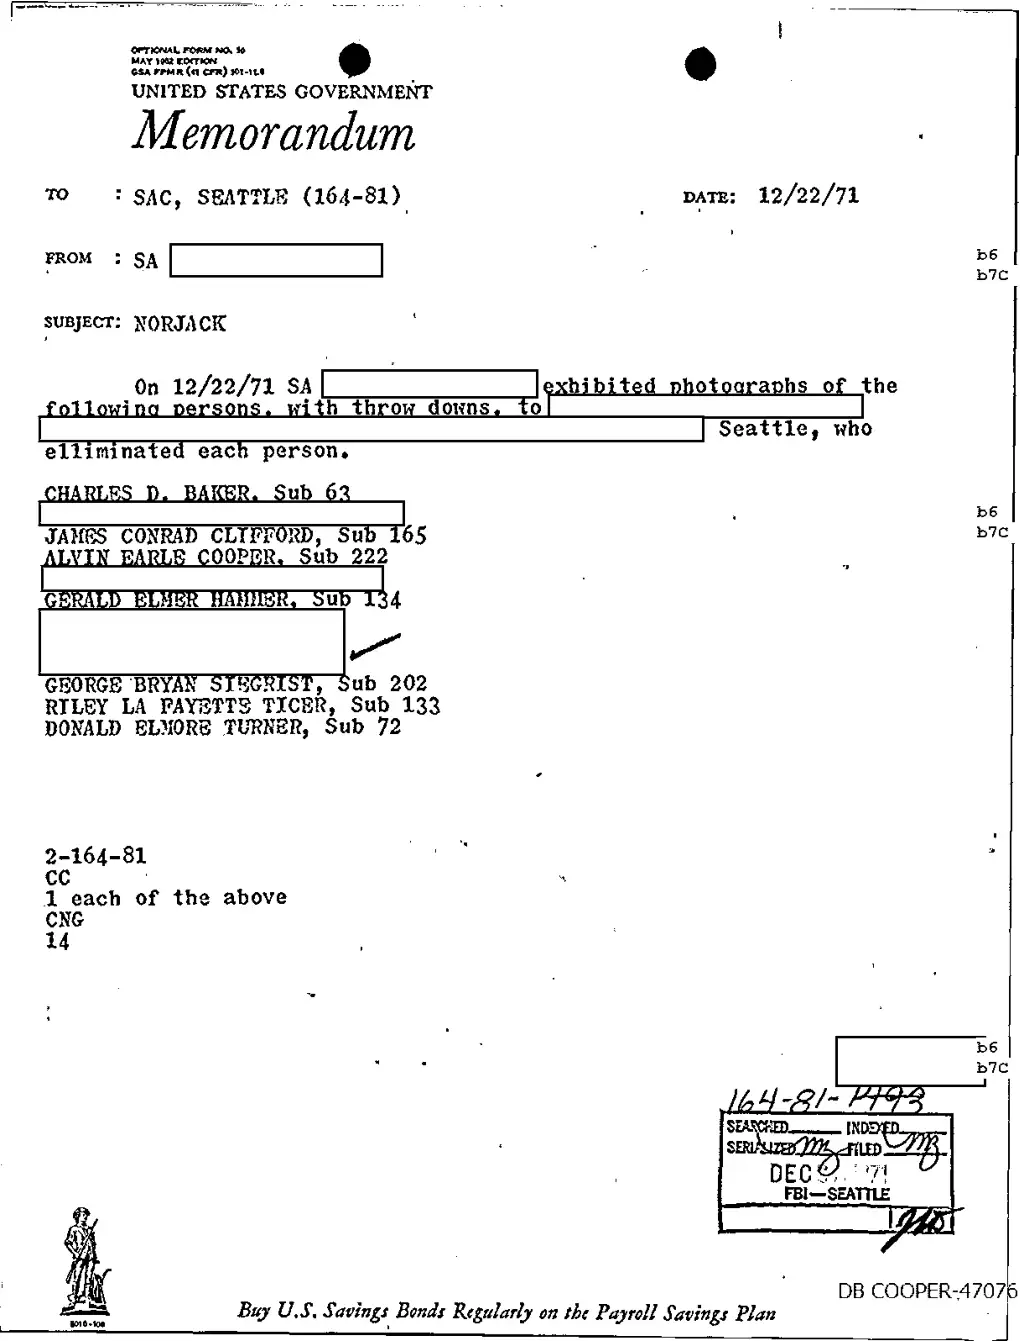 OPTIONAL FORM NO. 10
MAY 1962 EDITION
GSA FPMR (41 CFR) 101-11.6
UNITED STATES GOVERNMENT
Memorandum
TO : SAC, SEATTLE (164-81) DATE: 12/22/71
FROM : SA
b6
b7C
SUBJECT: NORJACK
On 12/22/71 SA exhibited photographs of the
following persons, with throw downs, to
Seattle, who
elliminated each person.
CHARLES D. BAKER, Sub 63
b6
b7C
JAMES CONRAD CLIFFORD, Sub 165
ALVIN EARLE COOPER, Sub 222
GERALD ELMER HAMMER, Sub 134
GEORGE BRYAN SIEGRIST, Sub 202
RILEY LA FAYETTE TICER, Sub 133
DONALD ELMORE TURNER, Sub 72
2-164-81
CC
1 each of the above
CNG
14
b6
b7C
164-81-1493
SEARCHED INDEXED
SERIALIZED FILED
DEC '71
FBI—SEATTLE
DB COOPER-47076
5010-108
Buy U.S. Savings Bonds Regularly on the Payroll Savings Plan